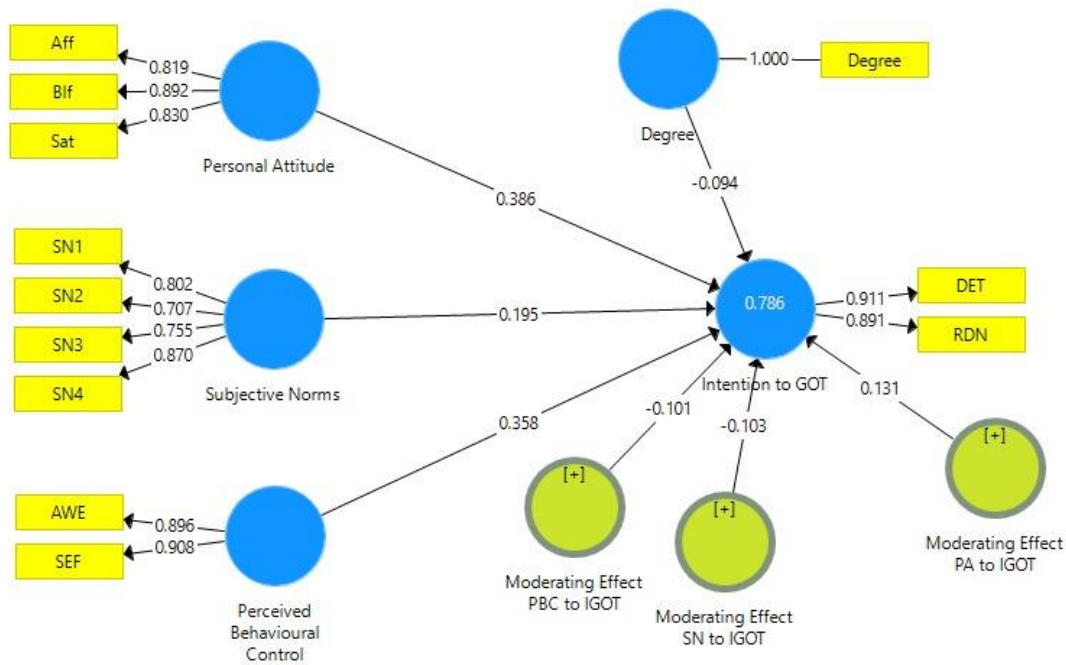 Aff
0.819
Blf
0.892
0.830
Sat
Personal Attitude
1.000
Degree
Degree
-0.094
0.386
SN1
0.802
SN2
0.707
0.755
SN3
0.870
SN4
Subjective Norms
0.195
0.786
Intention to GOT
0.911
DET
0.891
RDN
0.358
-0.101
-0.103
0.131
AWE
0.896
0.908
SEF
Perceived
Behavioural
Control
[+]
Moderating Effect
PBC to IGOT
[+]
Moderating Effect
SN to IGOT
[+]
Moderating Effect
PA to IGOT